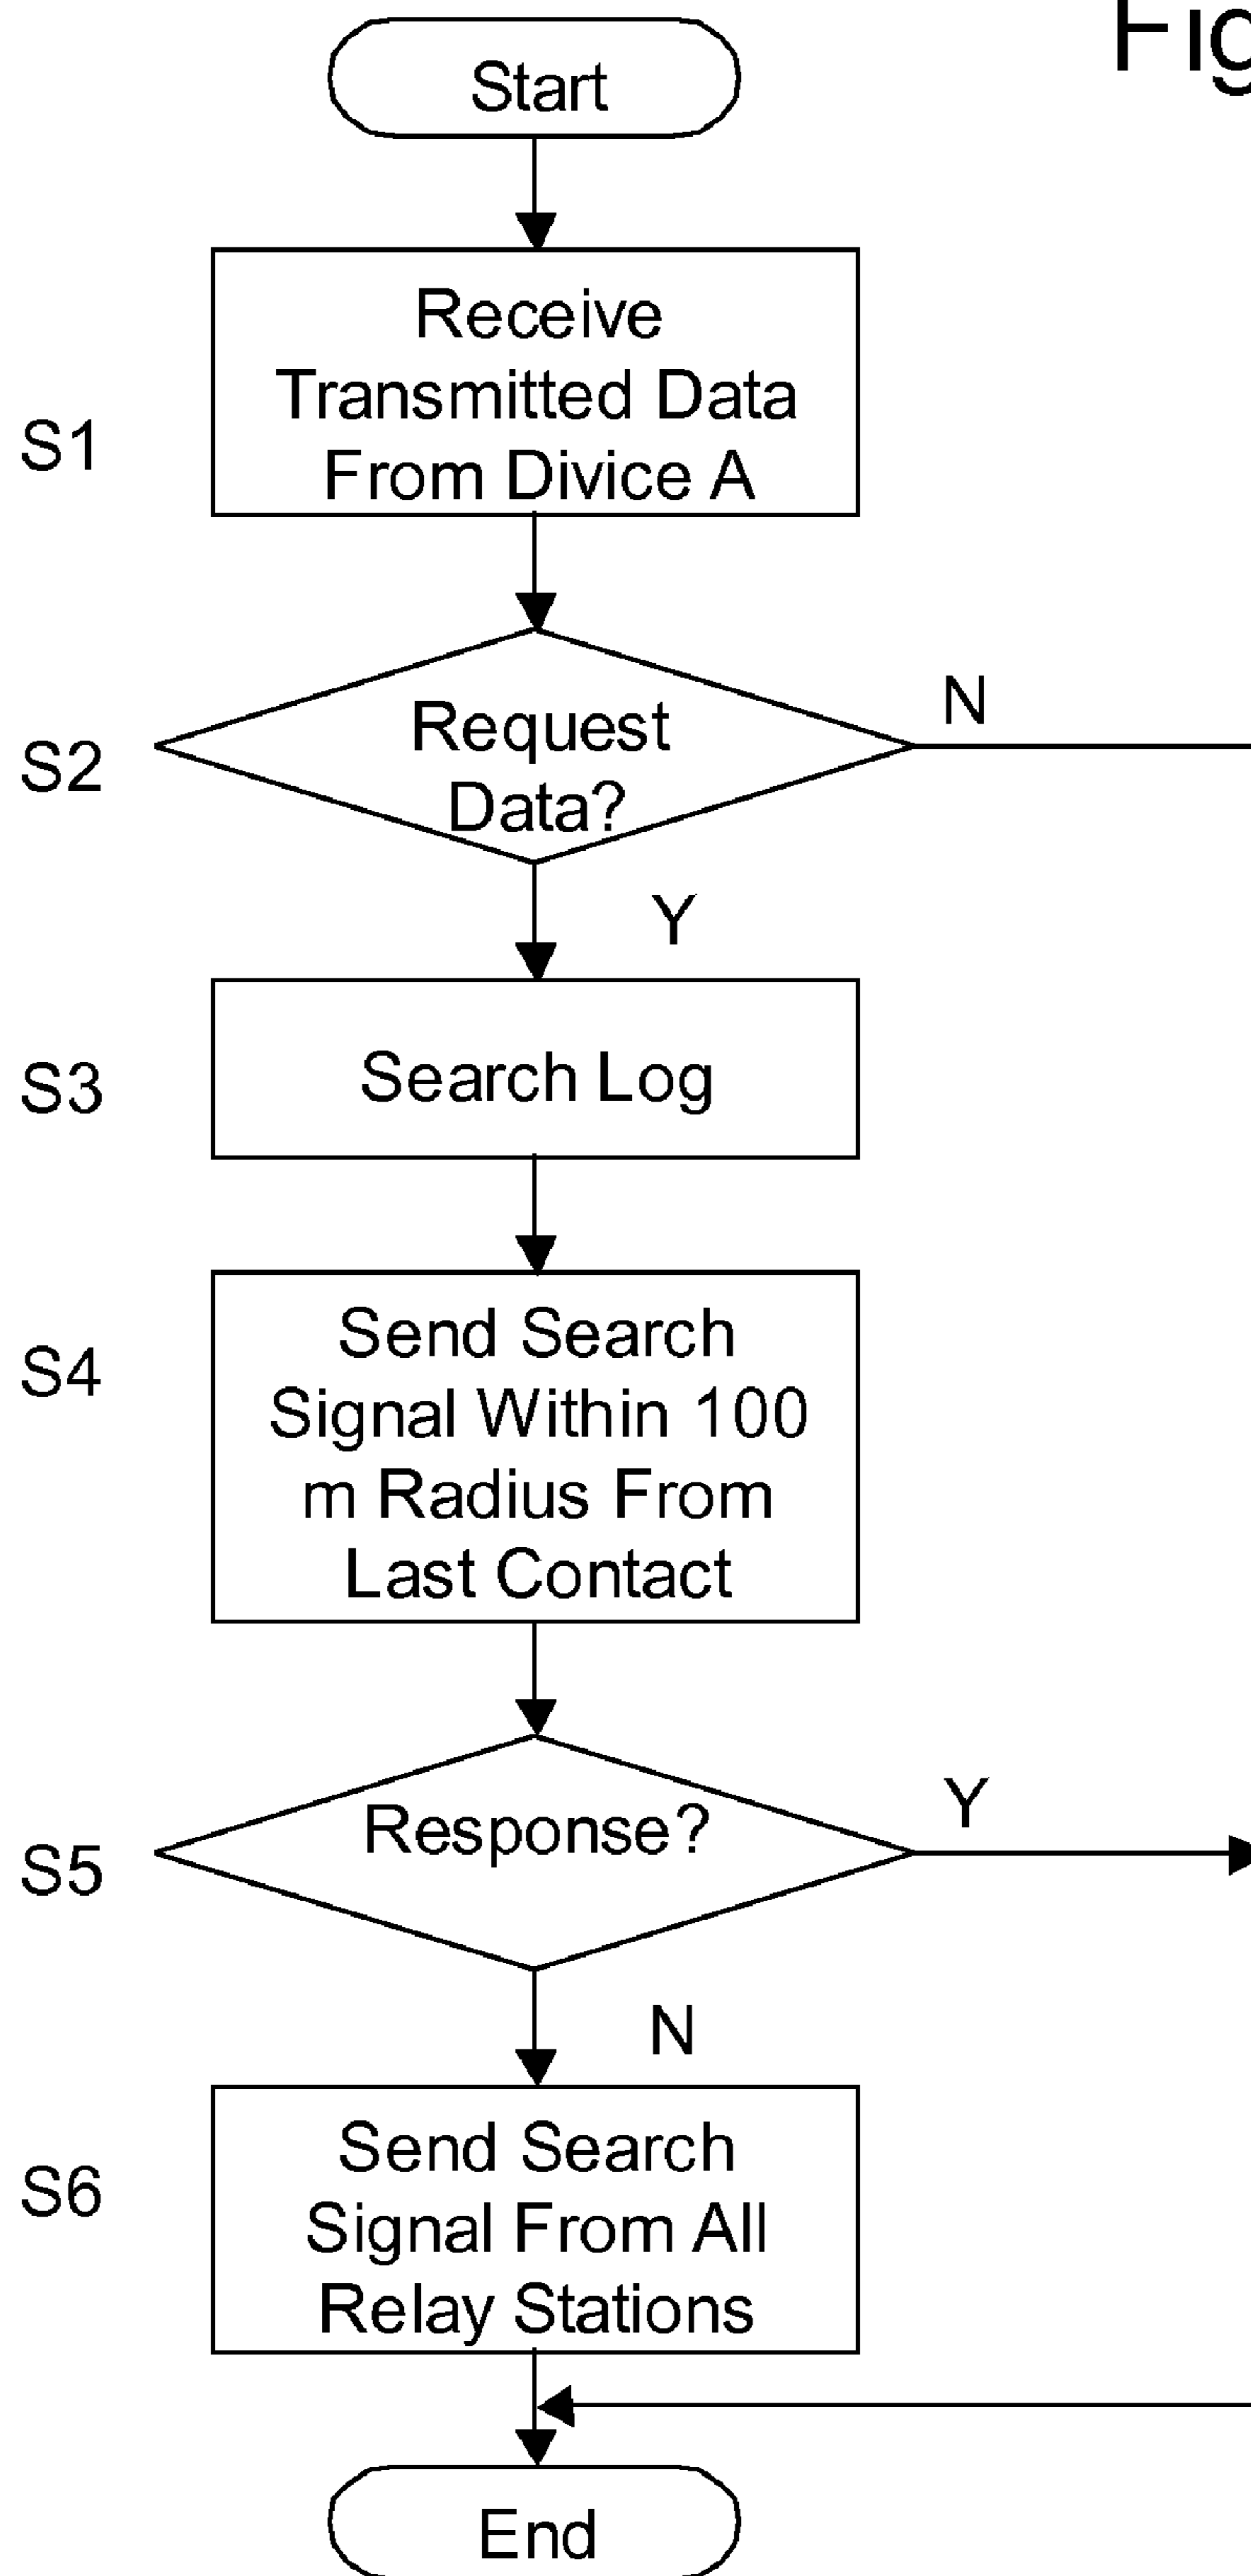 Fig
Start
S1
Receive
Transmitted Data
From Divice A
S2
Request
Data?
N
Y
S3
Search Log
S4
Send Search
Signal Within 100
m Radius From
Last Contact
S5
Response?
Y
N
S6
Send Search
Signal From All
Relay Stations
End